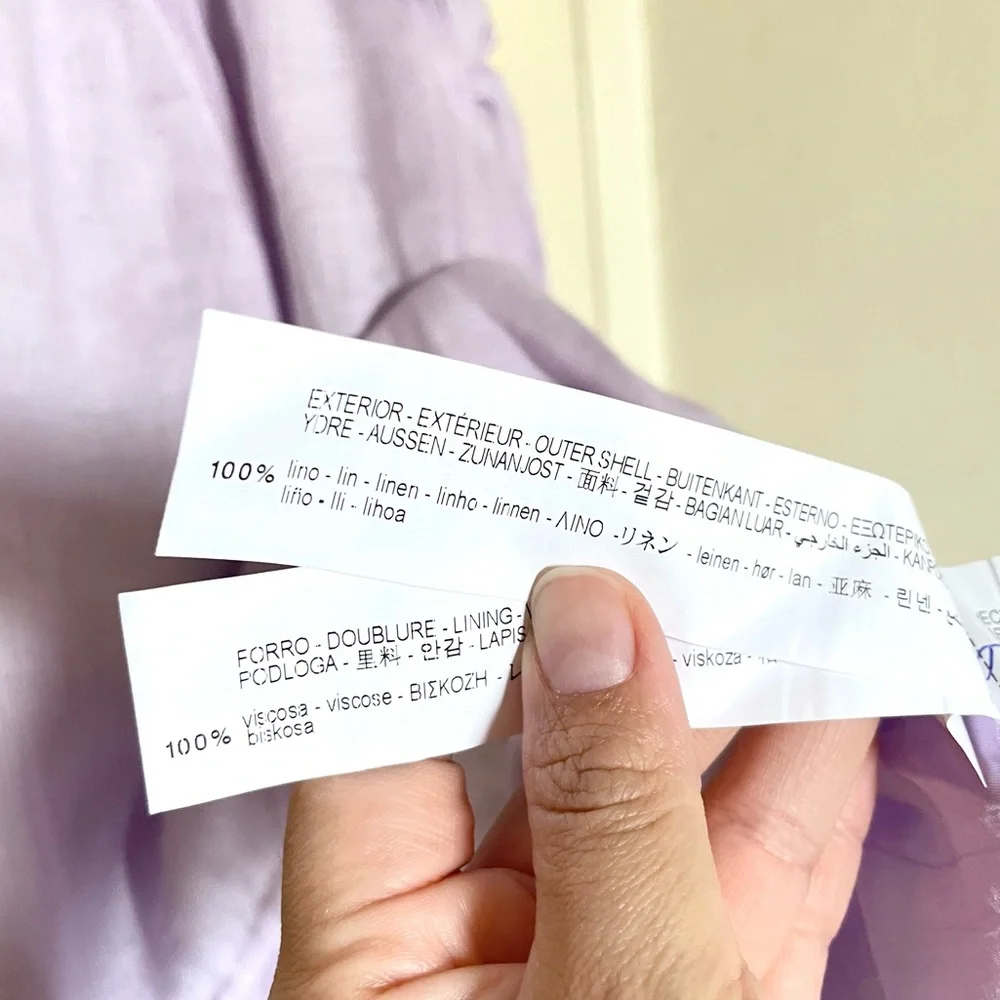 EXTERIOR - EXTÉRIEUR - OUTER SHELL - BUITENKANT - ESTERNO - ΕΞΩΤΕΡΙΚΟ
YDRE - AUSSEN - ZUNANJOST - 面料 - 겉감 - BAGIAN LUAR - الجزء الخارجي - KANPO
100% lino - lin - linen - linho - linnen - ΛΙΝΟ - リネン - leinen - hør - lan - 亚麻 - 린넨 -
liño • lli - lihoa
FORRO - DOUBLURE - LINING -
PODLOGA - 里料 - 안감 - LAPIS
100% viscosa - viscose - ΒΙΣΚΟΖΗ - viskoza -
biskosa